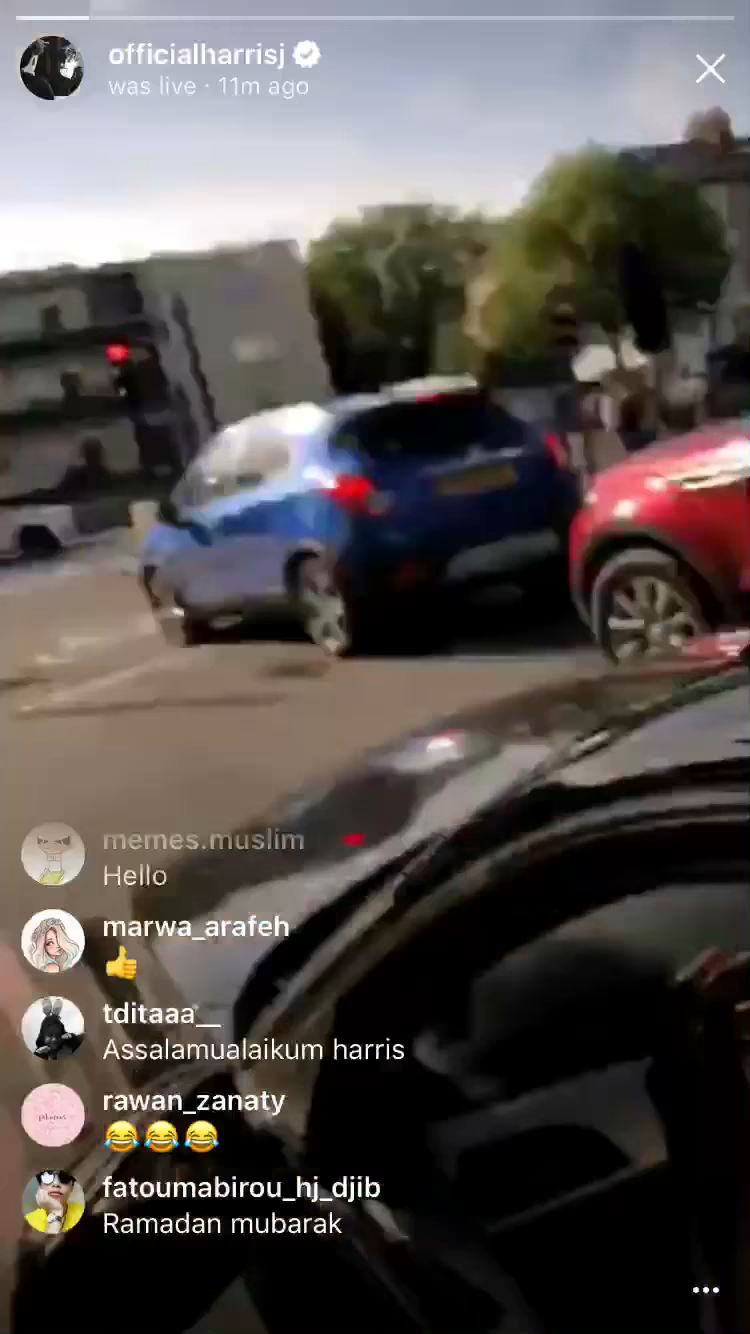 officialharrisj
was live · 11m ago
memes.muslim
Hello
marwa_arafeh
👍
tditaaa__
Assalamualaikum harris
rawan_zanaty
😂😂😂
fatoumabirou_hj_djib
Ramadan mubarak